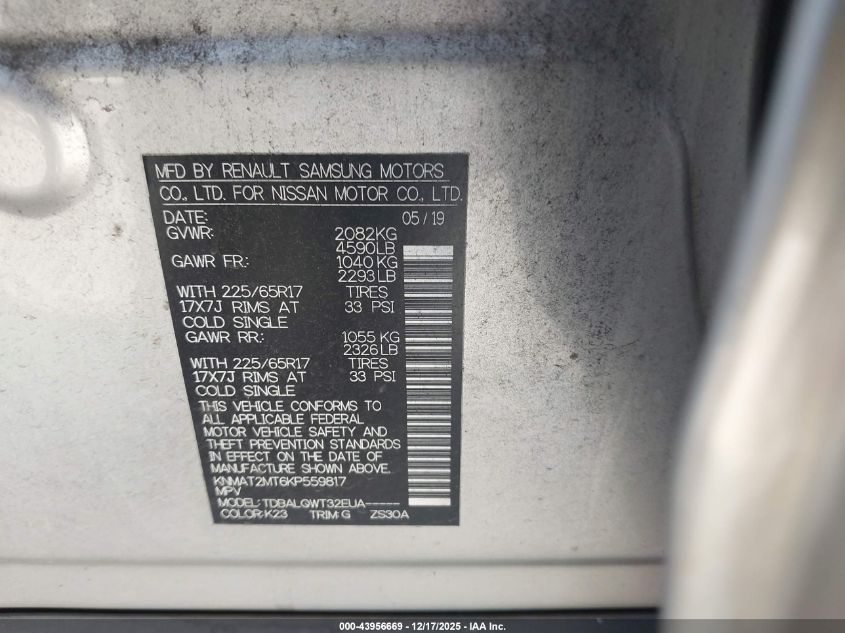 MFD BY RENAULT SAMSUNG MOTORS
CO., LTD. FOR NISSAN MOTOR CO., LTD.
DATE: 05/19
GVWR: 2082KG
4590LB
GAWR FR: 1040KG
2293LB
WITH 225/65R17 TIRES
17X7J RIMS AT 33 PSI
COLD SINGLE
GAWR RR: 1055 KG
2326LB
WITH 225/65R17 TIRES
17X7J RIMS AT 33 PSI
COLD SINGLE
THIS VEHICLE CONFORMS TO
ALL APPLICABLE FEDERAL
MOTOR VEHICLE SAFETY AND
THEFT PREVENTION STANDARDS
IN EFFECT ON THE DATE OF
MANUFACTURE SHOWN ABOVE.
KNMAT2MT6KP559817
MPV
MODEL: TDBALGWT32EUA-----
COLOR:K23 TRIM:G ZS30A
000-43956669 - 12/17/2025 - IAA Inc.